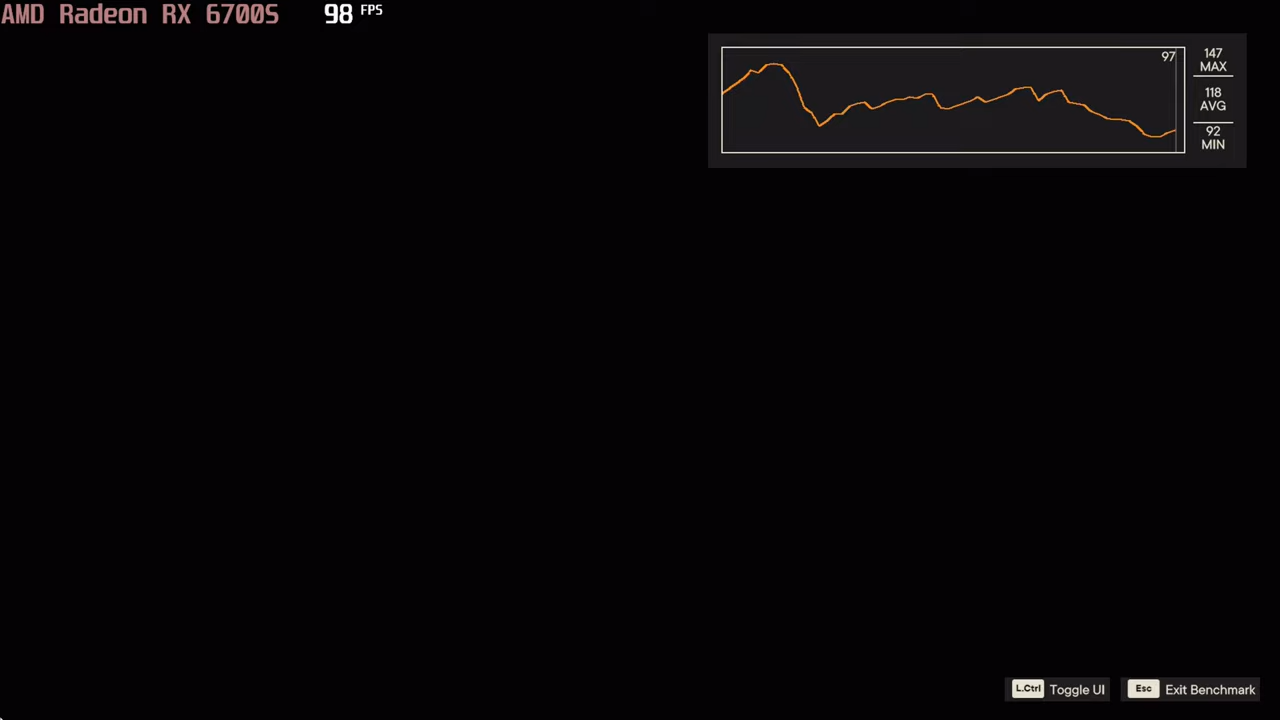 AMD Radeon RX 6700S 98 FPS
97
147
MAX
118
AVG
92
MIN
L.Ctrl Toggle UI Esc Exit Benchmark